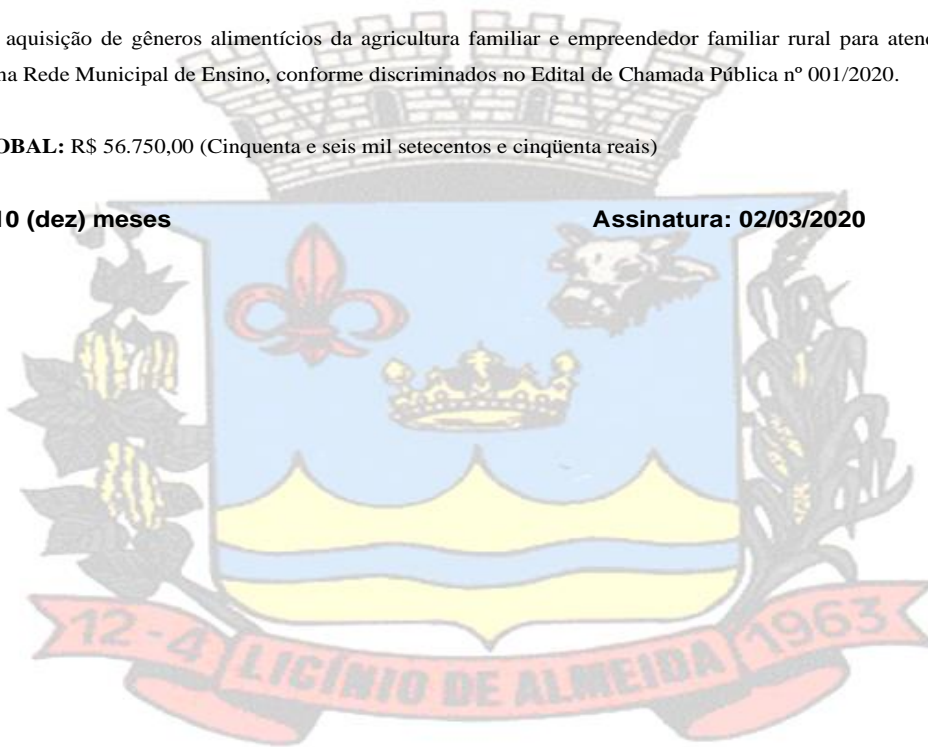 aquisição de gêneros alimentícios da agricultura familiar e empreendedor familiar rural para
na Rede Municipal de Ensino, conforme discriminados no Edital de Chamada Pública nº 001/2020.
OBAL: R$ 56.750,00 (Cinquenta e seis mil setecentos e cinqüenta reais)
10 (dez) meses Assinatura: 02/03/2020
12-4 LICÍNIO DE ALMEIDA 1963